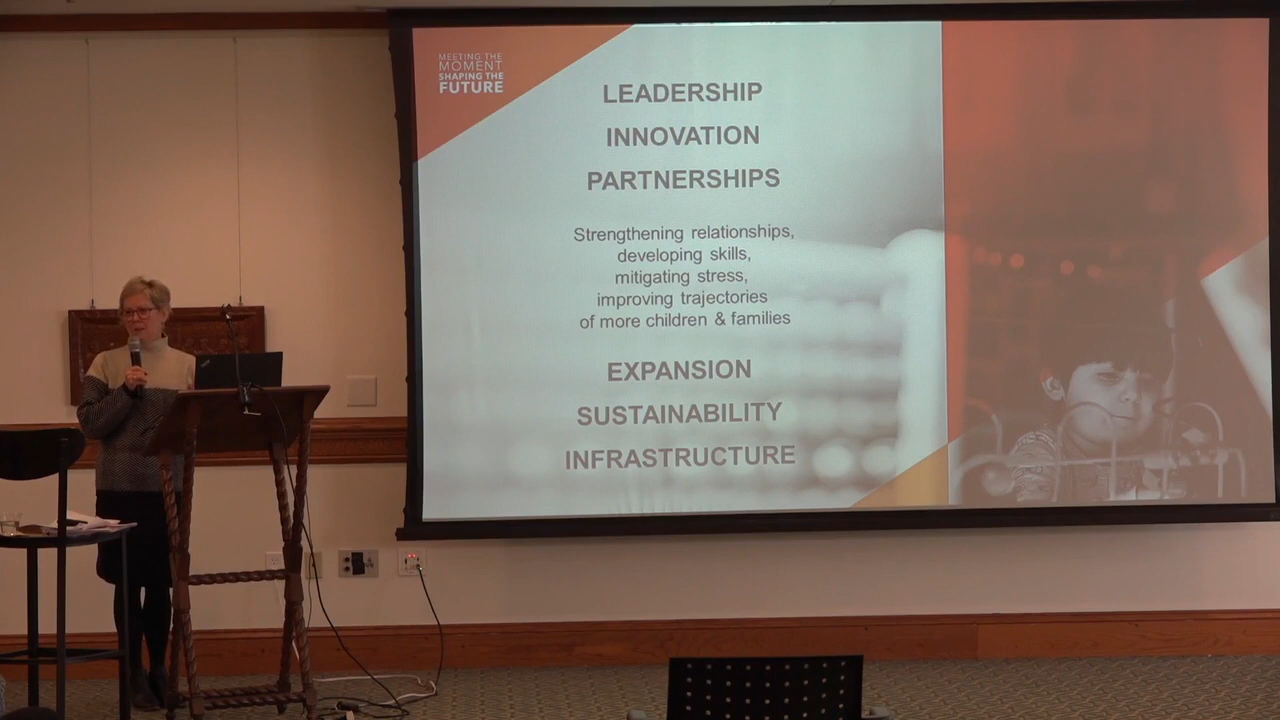 MEETING THE
MOMENT
SHAPING THE
FUTURE
LEADERSHIP
INNOVATION
PARTNERSHIPS
Strengthening relationships,
developing skills,
mitigating stress,
improving trajectories
of more children & families
EXPANSION
SUSTAINABILITY
INFRASTRUCTURE